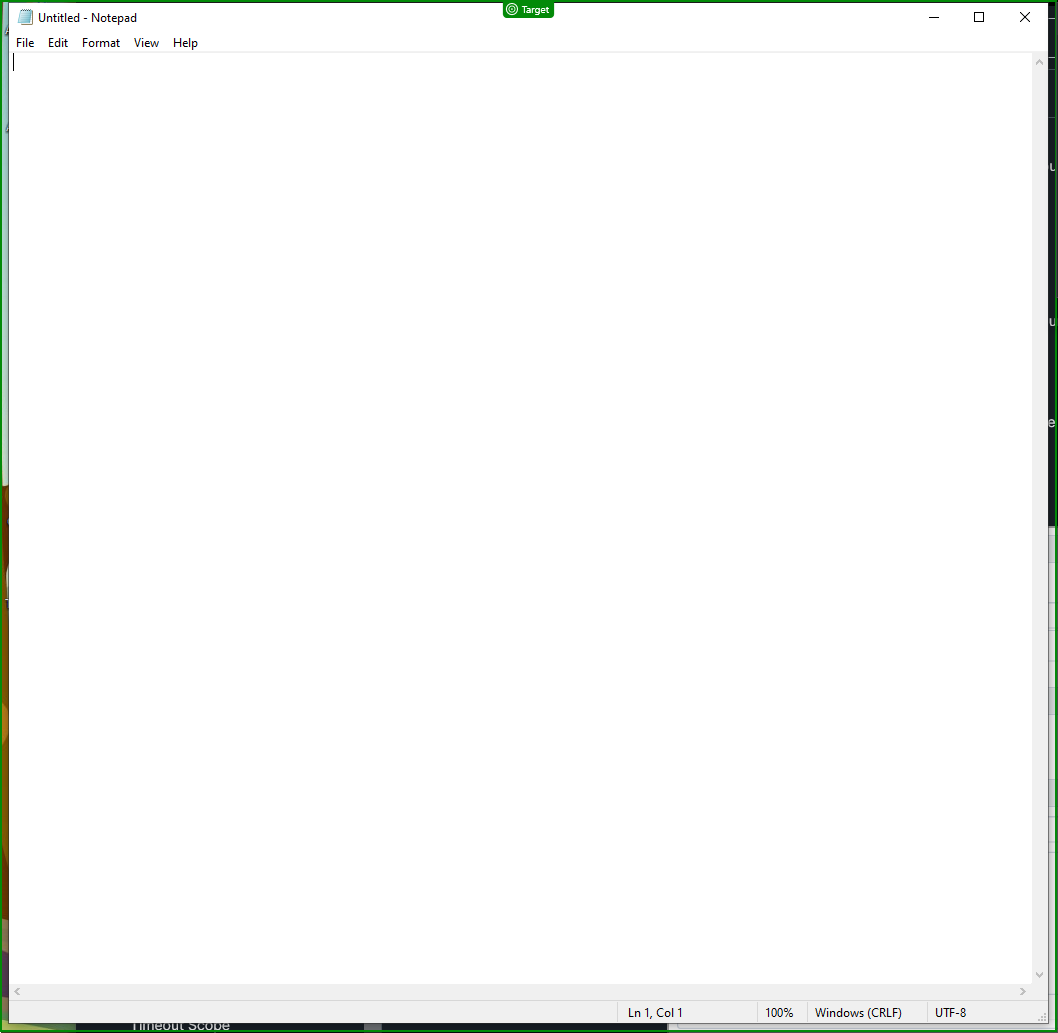 Target
Untitled - Notepad
File Edit Format View Help
Ln 1, Col 1 100% Windows (CRLF) UTF-8
Timeout Scope